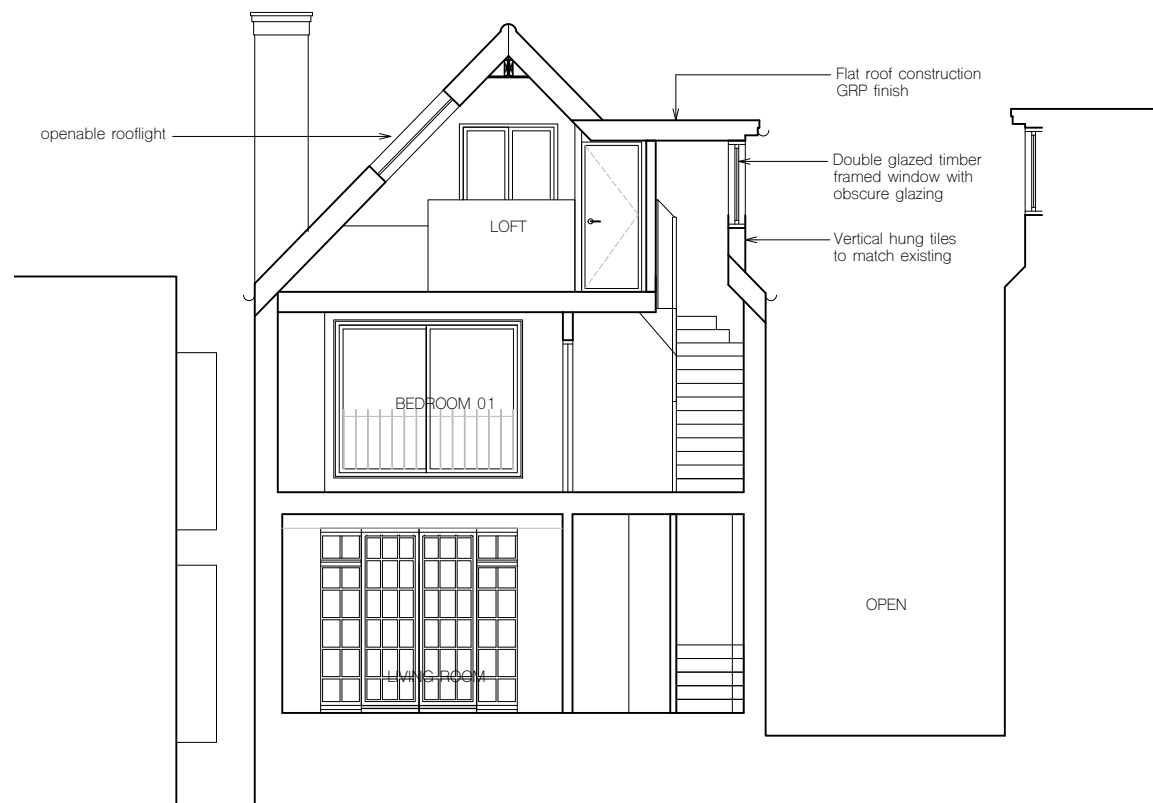 Flat roof construction
GRP finish
openable rooflight
Double glazed timber
framed window with
obscure glazing
LOFT
Vertical hung tiles
to match existing
BEDROOM 01
OPEN
LIVING ROOM